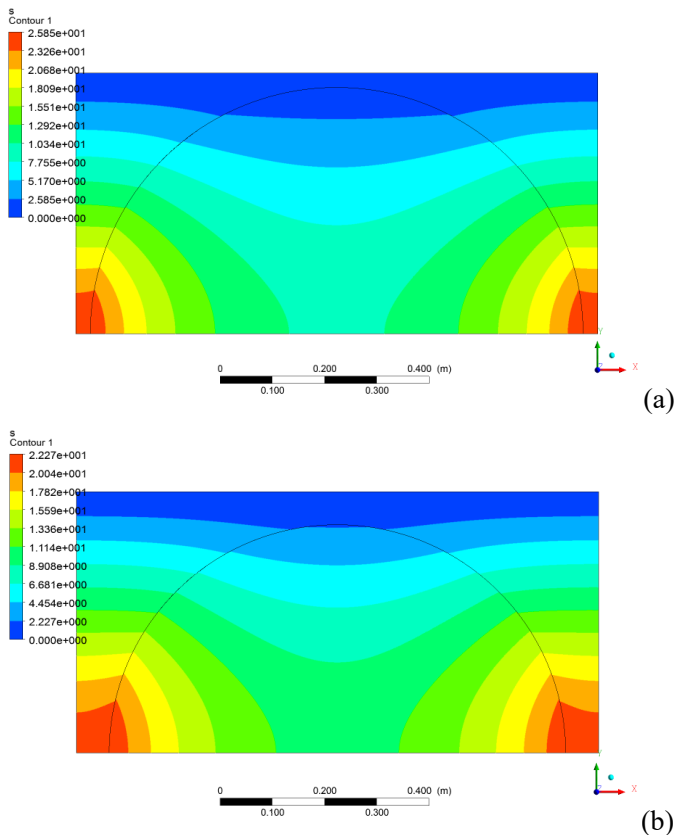 s
Contour 1
2.585e+001
2.326e+001
2.068e+001
1.809e+001
1.551e+001
1.292e+001
1.034e+001
7.755e+000
5.170e+000
2.585e+000
0.000e+000
0 0.200 0.400 (m)
0.100 0.300
Y
Z X
(a)
s
Contour 1
2.227e+001
2.004e+001
1.782e+001
1.559e+001
1.336e+001
1.114e+001
8.908e+000
6.681e+000
4.454e+000
2.227e+000
0.000e+000
0 0.200 0.400 (m)
0.100 0.300
Y
Z X
(b)